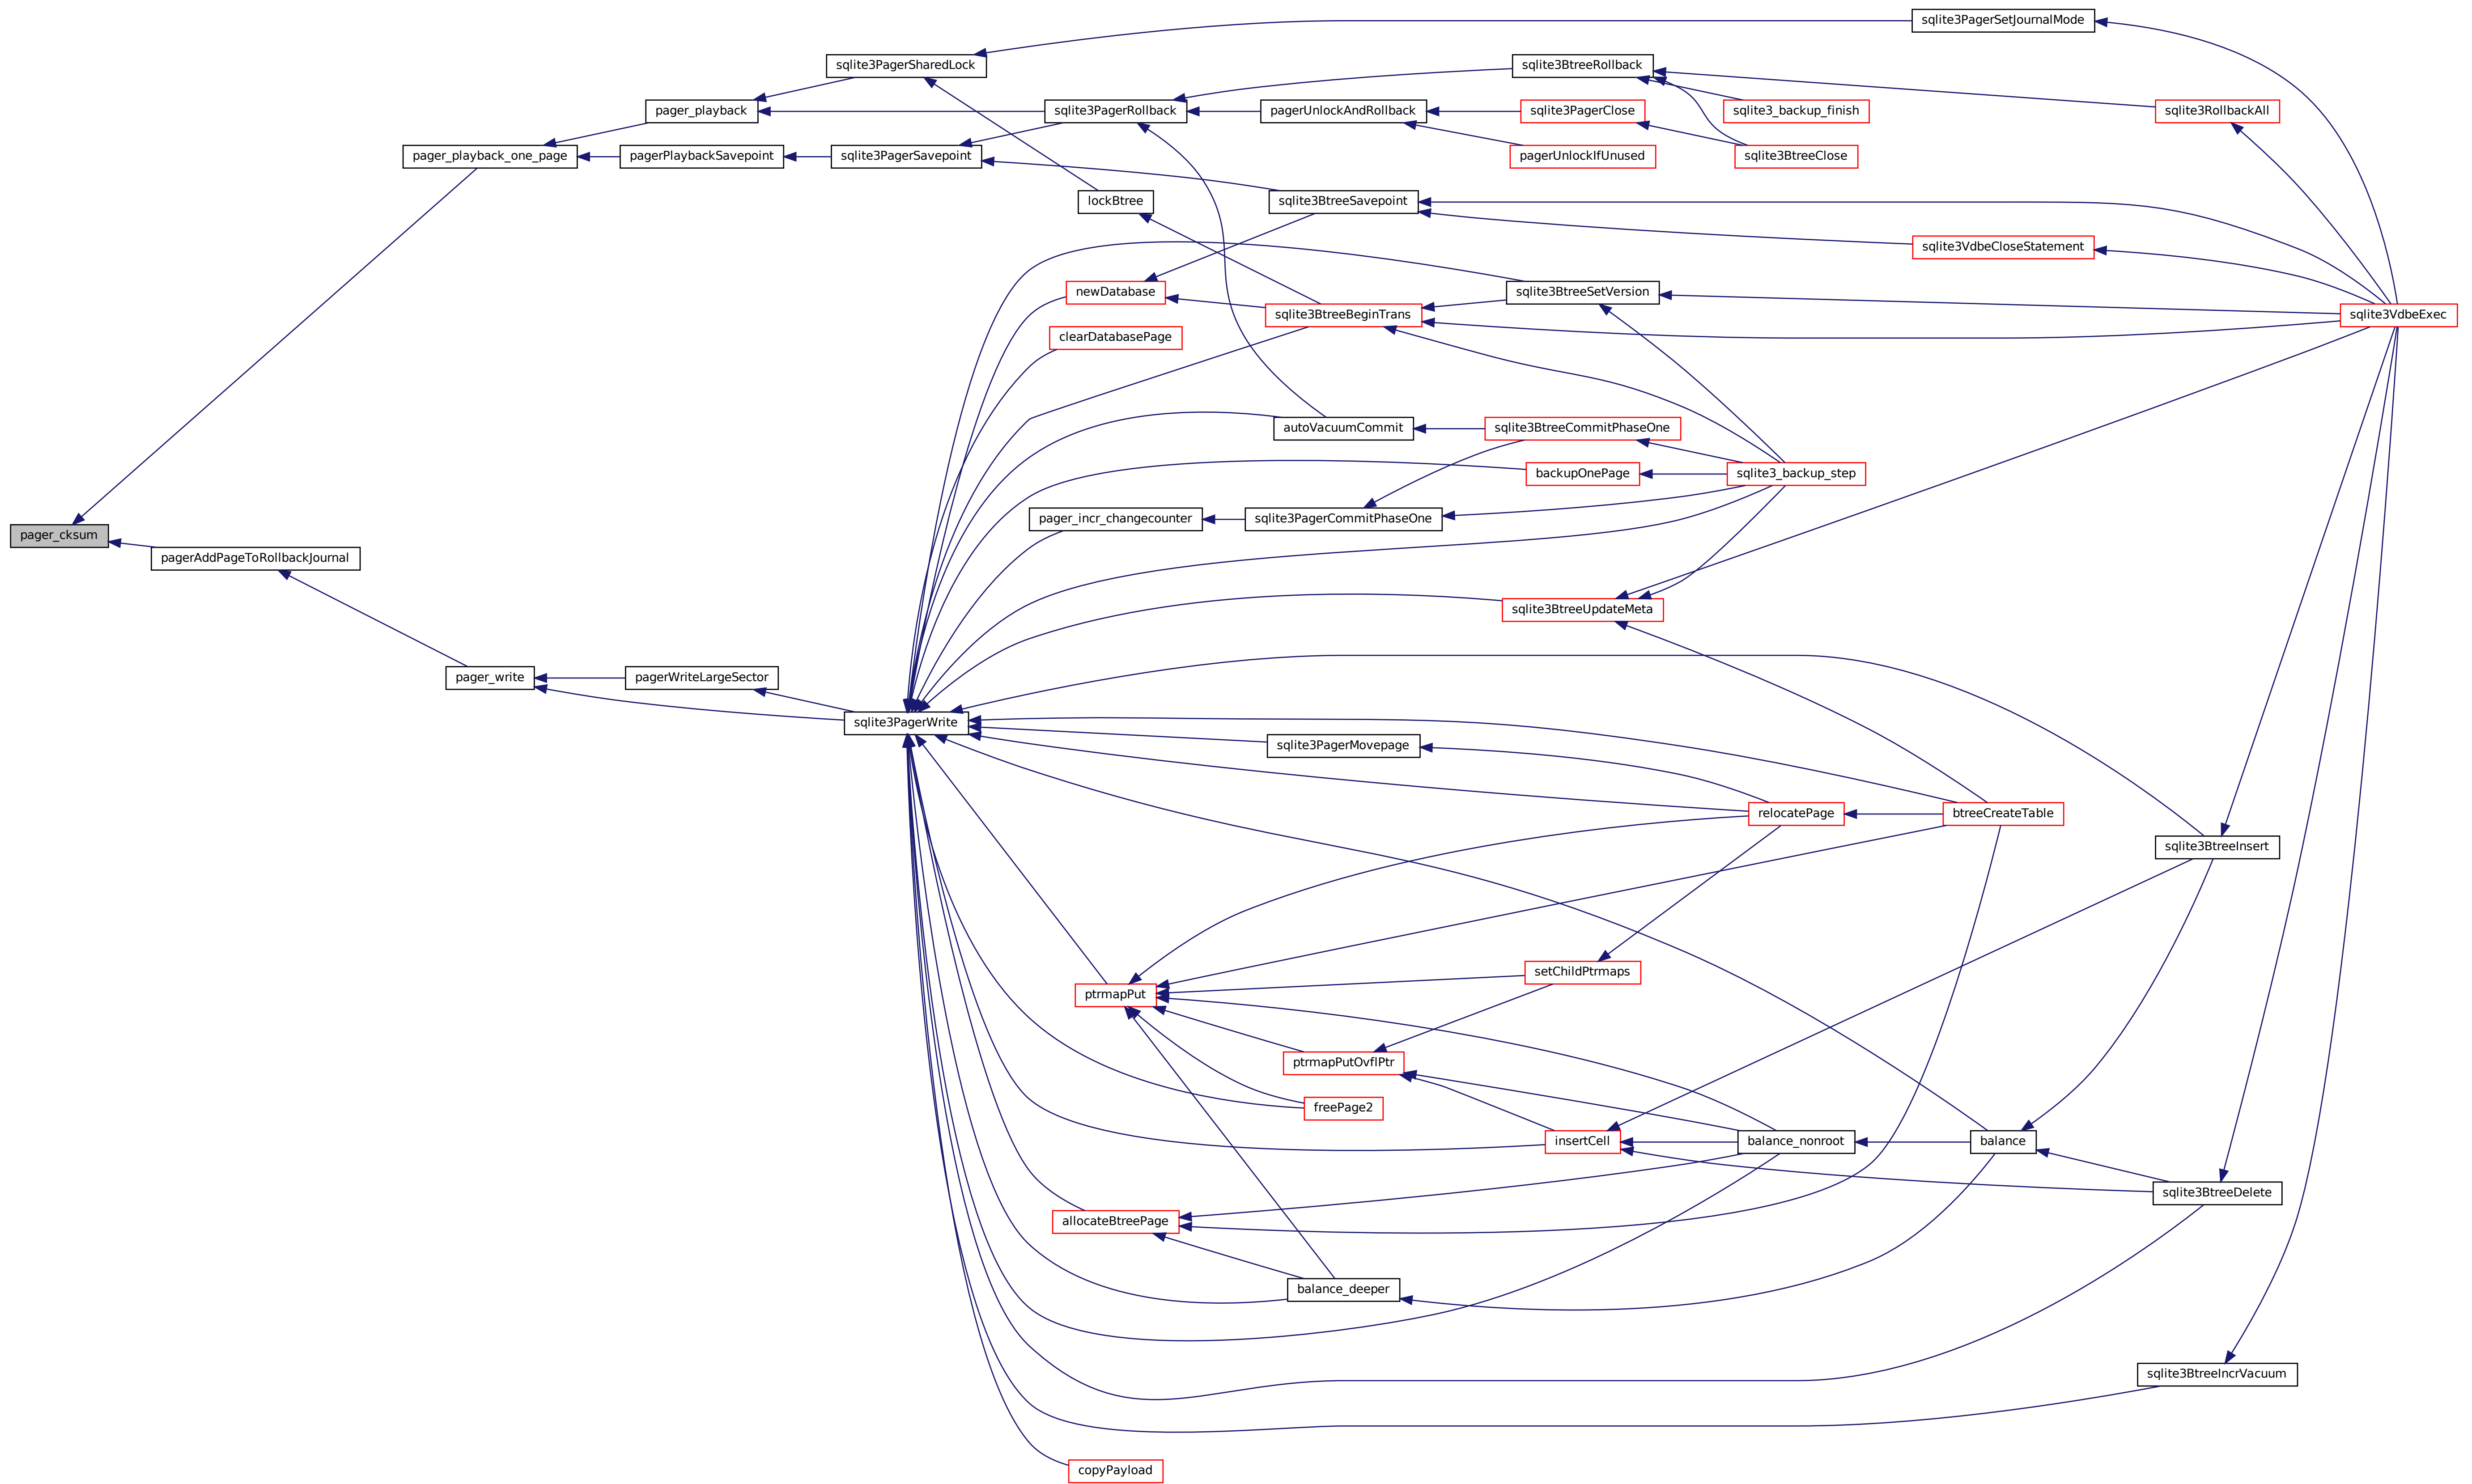 sqlite3PagerSetJournalMode
sqlite3PagerSharedLock
sqlite3BtreeRollback
pager_playback
sqlite3PagerRollback
pagerUnlockAndRollback
sqlite3PagerClose
sqlite3_backup_finish
sqlite3RollbackAll
pager_playback_one_page
pagerPlaybackSavepoint
sqlite3PagerSavepoint
pagerUnlockIfUnused
sqlite3BtreeClose
lockBtree
sqlite3BtreeSavepoint
sqlite3VdbeCloseStatement
newDatabase
sqlite3BtreeSetVersion
sqlite3BtreeBeginTrans
sqlite3VdbeExec
clearDatabasePage
autoVacuumCommit
sqlite3BtreeCommitPhaseOne
backupOnePage
sqlite3_backup_step
pager_incr_changecounter
sqlite3PagerCommitPhaseOne
pager_cksum
pagerAddPageToRollbackJournal
sqlite3BtreeUpdateMeta
pager_write
pagerWriteLargeSector
sqlite3PagerWrite
sqlite3PagerMovepage
relocatePage
btreeCreateTable
sqlite3BtreeInsert
setChildPtrmaps
ptrmapPut
ptrmapPutOvflPtr
freePage2
insertCell
balance_nonroot
balance
sqlite3BtreeDelete
allocateBtreePage
balance_deeper
sqlite3BtreeIncrVacuum
copyPayload